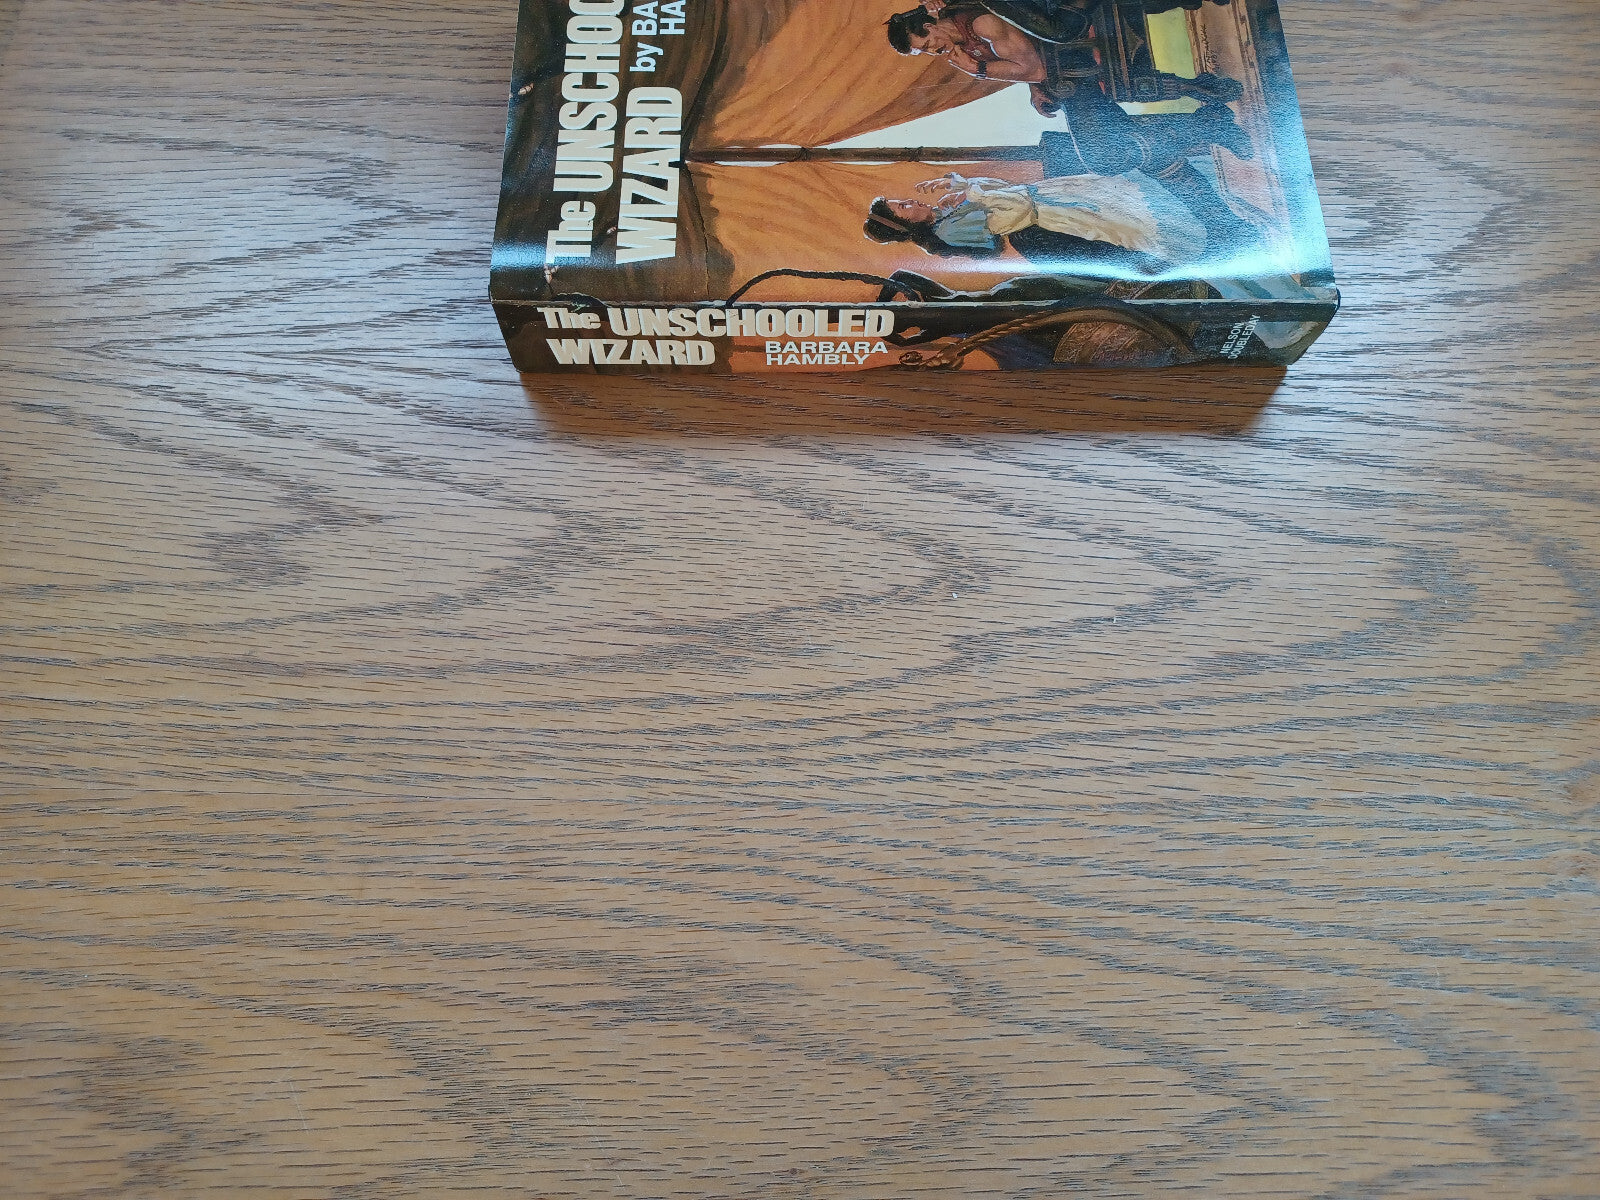 The UNSCHOO
WIZARD
by BA
HA
The UNSCHOOLED
WIZARD
BARBARA
HAMBLY
NELSON
DOUBLEDAY